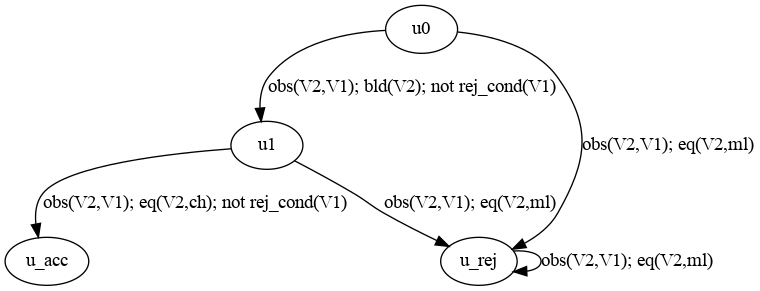 u0
obs(V2,V1); bld(V2); not rej_cond(V1)
u1
obs(V2,V1); eq(V2,ml)
obs(V2,V1); eq(V2,ch); not rej_cond(V1)
obs(V2,V1); eq(V2,ml)
u_acc
u_rej
obs(V2,V1); eq(V2,ml)